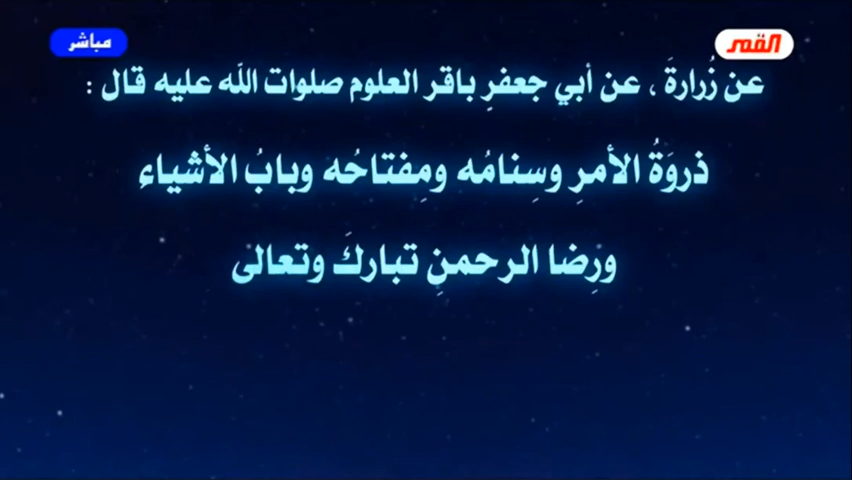 القمر
مباشر
عن زُرارةَ ، عن أبي جعفرِ باقر العلوم صلوات الله عليه قال :
ذروَةُ الأمرِ وسِنامُه ومِفتاحُه وبابُ الأشياءِ
ورِضا الرحمنِ تباركَ وتعالى